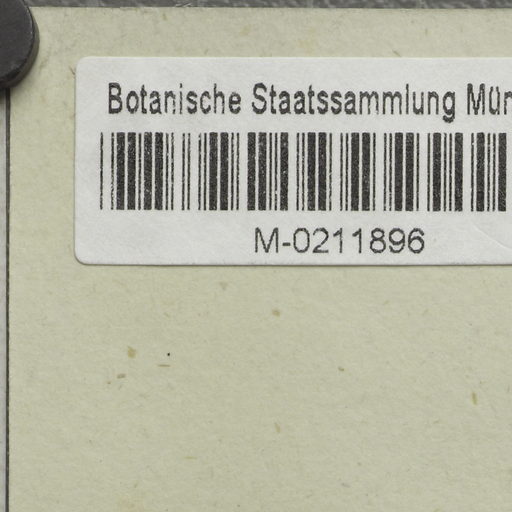 Botanische Staatssammlung Mün
M-0211896